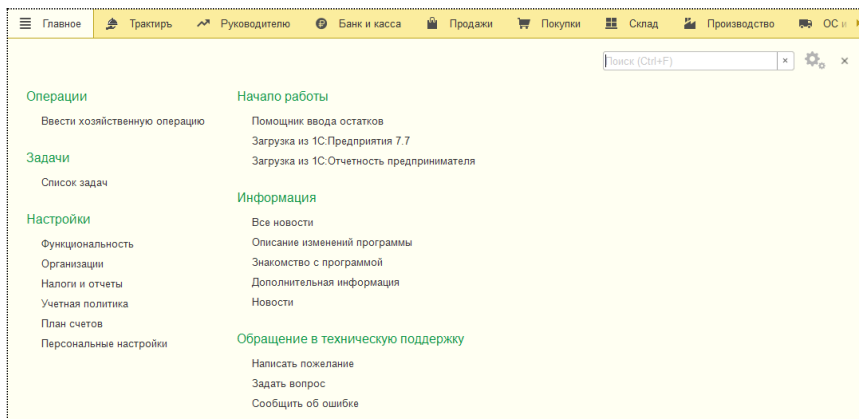 Главное Трактиръ Руководителю Банк и касса Продажи Покупки Склад Производство ОС и
Поиск (Ctrl+F)
Операции
Ввести хозяйственную операцию
Задачи
Список задач
Настройки
Функциональность
Организации
Налоги и отчеты
Учетная политика
План счетов
Персональные настройки
Начало работы
Помощник ввода остатков
Загрузка из 1С:Предприятия 7.7
Загрузка из 1С:Отчетность предпринимателя
Информация
Все новости
Описание изменений программы
Знакомство с программой
Дополнительная информация
Новости
Обращение в техническую поддержку
Написать пожелание
Задать вопрос
Сообщить об ошибке